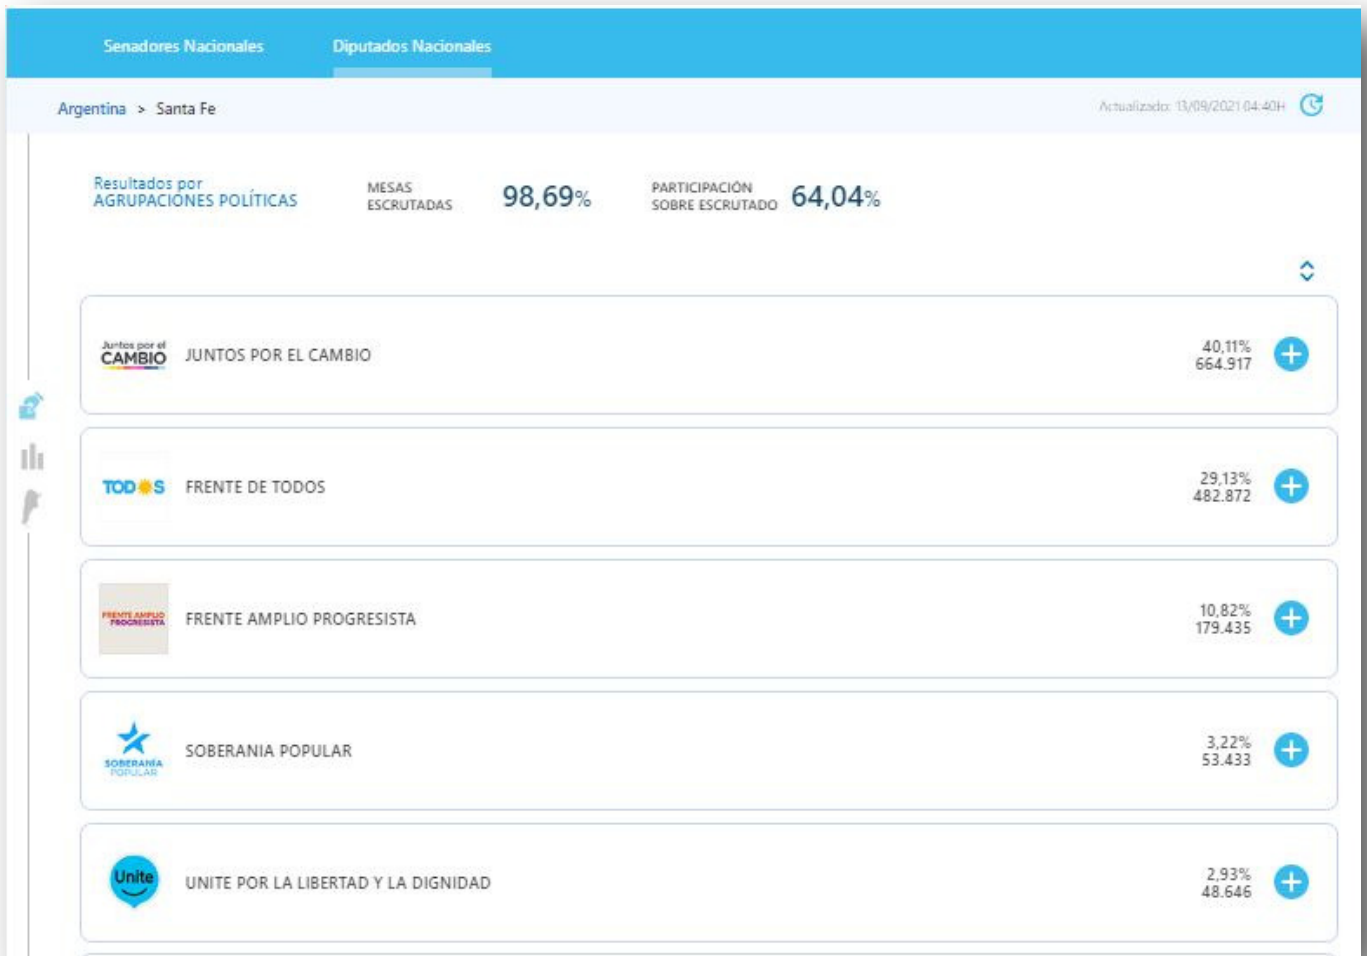 Senadores Nacionales
Diputados Nacionales
Argentina > Santa Fe
Actualizado: 13/09/2021 04:40H
Resultados por
AGRUPACIONES POLÍTICAS
MESAS
ESCRUTADAS
98,69%
PARTICIPACIÓN
SOBRE ESCRUTADO
64,04%
Juntos por el
CAMBIO
JUNTOS POR EL CAMBIO
40,11%
664.917
TODOS
FRENTE DE TODOS
29,13%
482.872
FRENTE AMPLIO
PROGRESISTA
FRENTE AMPLIO PROGRESISTA
10,82%
179.435
SOBERANÍA
POPULAR
SOBERANIA POPULAR
3,22%
53.433
Unite
UNITE POR LA LIBERTAD Y LA DIGNIDAD
2,93%
48.646